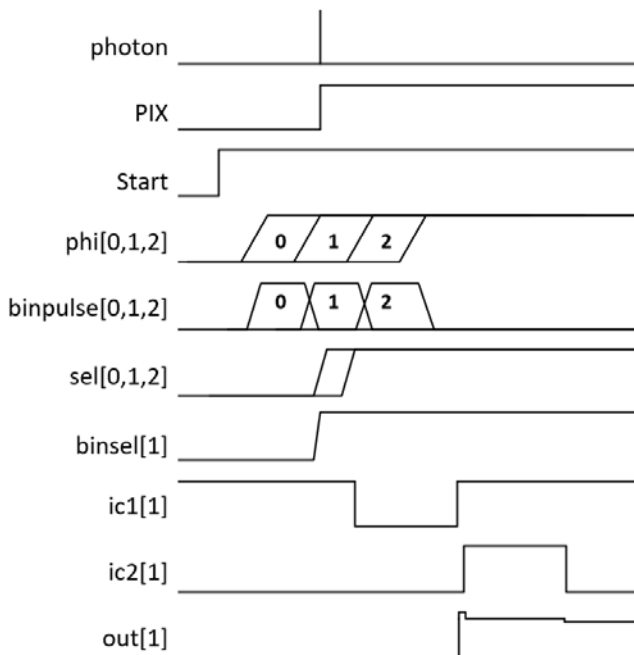 photon
PIX
Start
phi[0,1,2] 0 1 2
binpulse[0,1,2] 0 1 2
sel[0,1,2]
binsel[1]
ic1[1]
ic2[1]
out[1]